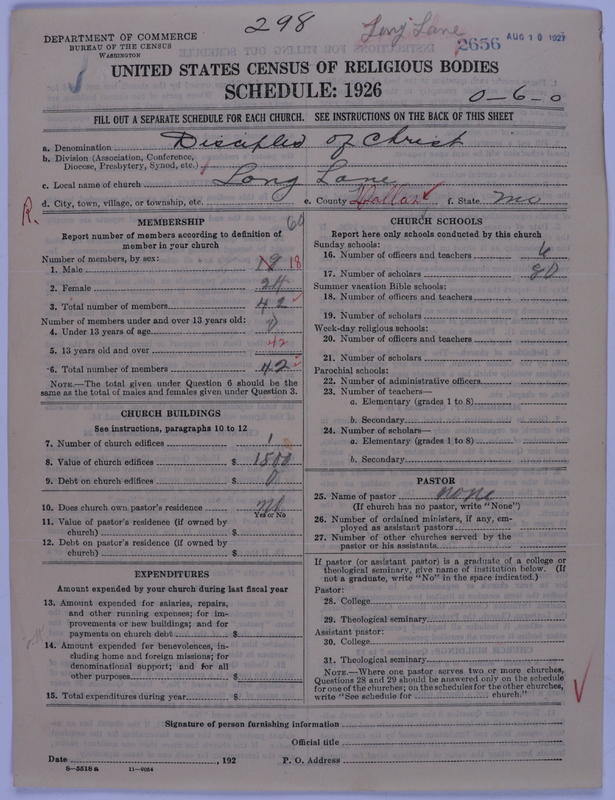 298
Long Lane
2656
AUG 10 1927
DEPARTMENT OF COMMERCE
BUREAU OF THE CENSUS
WASHINGTON
UNITED STATES CENSUS OF RELIGIOUS BODIES
SCHEDULE: 1926
0-6-0
FILL OUT A SEPARATE SCHEDULE FOR EACH CHURCH. SEE INSTRUCTIONS ON THE BACK OF THIS SHEET
a. Denomination Disciples of Christ
b. Division (Association, Conference,
Diocese, Presbytery, Synod, etc.)
c. Local name of church Long Lane
d. City, town, village, or township, etc. e. County Dallas f. State Mo
R.
MEMBERSHIP 60
Report number of members according to definition of
member in your church
Number of members, by sex:
1. Male 18
2. Female 24
3. Total number of members 42
Number of members under and over 13 years old:
4. Under 13 years of age 0
5. 13 years old and over 42
6. Total number of members 42
NOTE.—The total given under Question 6 should be the
same as the total of males and females given under Question 3.
CHURCH BUILDINGS
See instructions, paragraphs 10 to 12
7. Number of church edifices 1
8. Value of church edifices $ 1500
9. Debt on church edifices $ 0
10. Does church own pastor's residence no
Yes or No
11. Value of pastor's residence (if owned by
church) $
12. Debt on pastor's residence (if owned by
church) $
EXPENDITURES
Amount expended by your church during last fiscal year
13. Amount expended for salaries, repairs,
and other running expenses; for im-
provements or new buildings; and for
payments on church debt $
14. Amount expended for benevolences, in-
cluding home and foreign missions; for
denominational support; and for all
other purposes $
15. Total expenditures during year $
CHURCH SCHOOLS
Report here only schools conducted by this church
Sunday schools:
16. Number of officers and teachers 6
17. Number of scholars 80
Summer vacation Bible schools:
18. Number of officers and teachers
19. Number of scholars
Week-day religious schools:
20. Number of officers and teachers
21. Number of scholars
Parochial schools:
22. Number of administrative officers
23. Number of teachers—
a. Elementary (grades 1 to 8)
b. Secondary
24. Number of scholars—
a. Elementary (grades 1 to 8)
b. Secondary
PASTOR
25. Name of pastor none
(If church has no pastor, write "None")
26. Number of ordained ministers, if any, em-
ployed as assistant pastors
27. Number of other churches served by the
pastor or his assistants
If pastor (or assistant pastor) is a graduate of a college or
theological seminary, give name of institution below. (If
not a graduate, write "No" in the space indicated.)
Pastor:
28. College
29. Theological seminary
Assistant pastor:
30. College
31. Theological seminary
NOTE.—Where one pastor serves two or more churches,
Questions 28 and 29 should be answered only on the schedule
for one of the churches; on the schedules for the other churches,
write "See schedule for church."
Signature of person furnishing information
Official title
Date , 192 P. O. Address
8-5518 a 11-9054